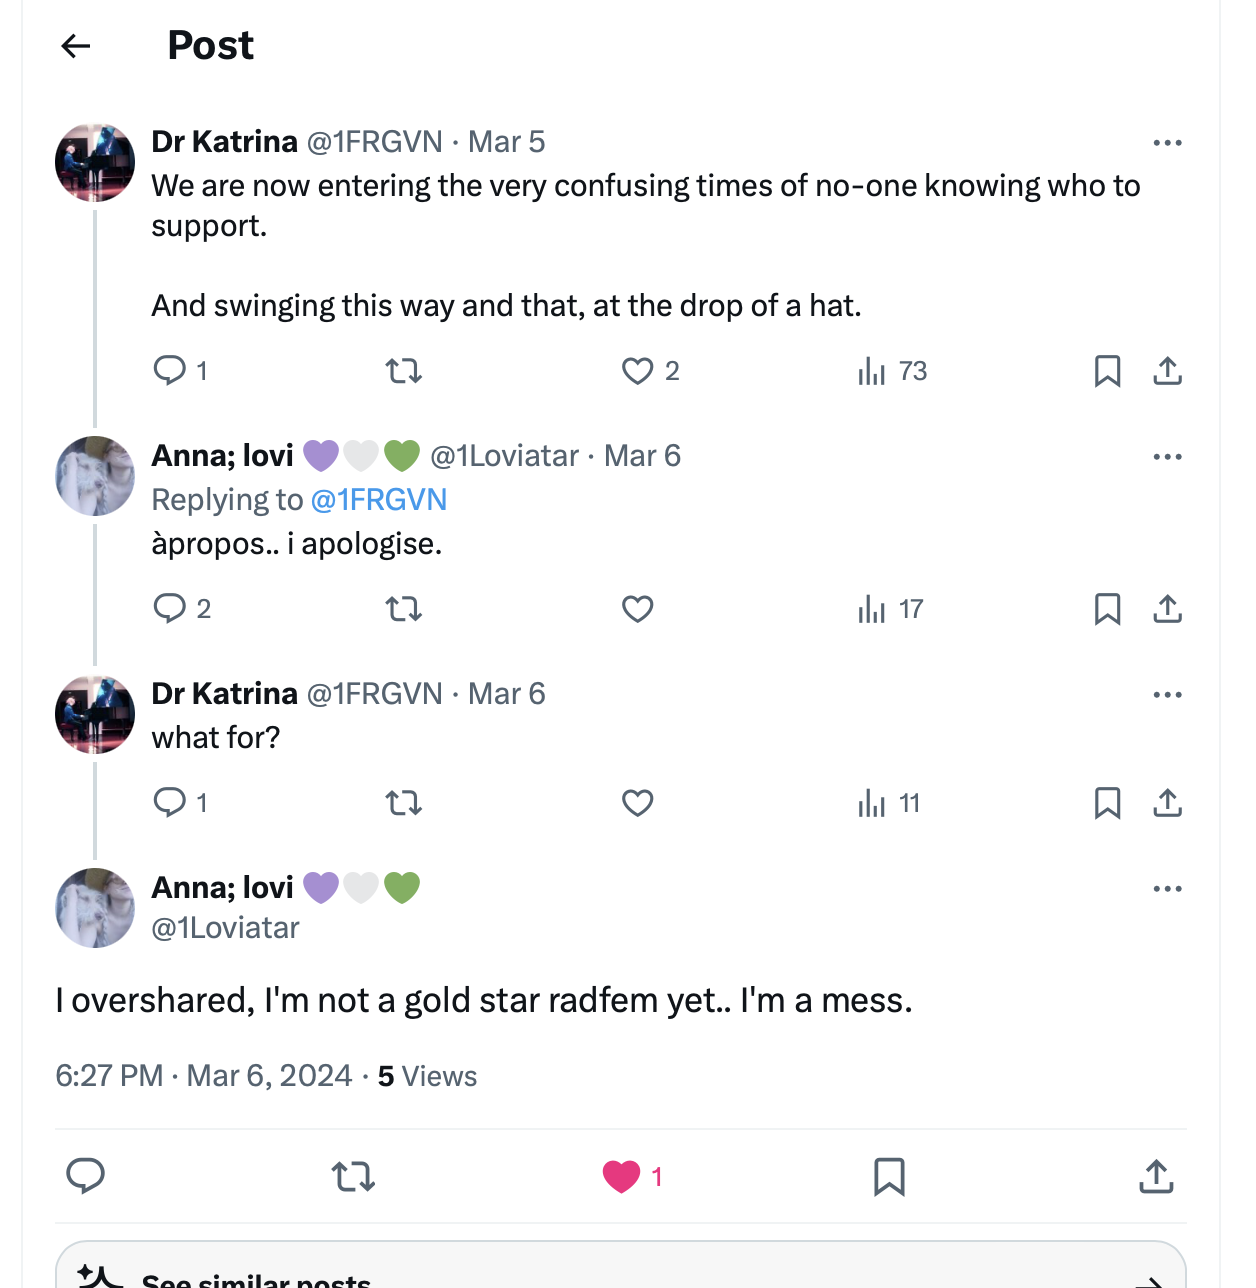 Post
Dr Katrina @1FRGVN · Mar 5
We are now entering the very confusing times of no-one knowing who to
support.
And swinging this way and that, at the drop of a hat.
1 2 73
Anna; lovi 💜🤍💚 @1Loviatar · Mar 6
Replying to @1FRGVN
àpropos.. i apologise.
2 17
Dr Katrina @1FRGVN · Mar 6
what for?
1 11
Anna; lovi 💜🤍💚
@1Loviatar
I overshared, I'm not a gold star radfem yet.. I'm a mess.
6:27 PM · Mar 6, 2024 · 5 Views
1
See similar posts